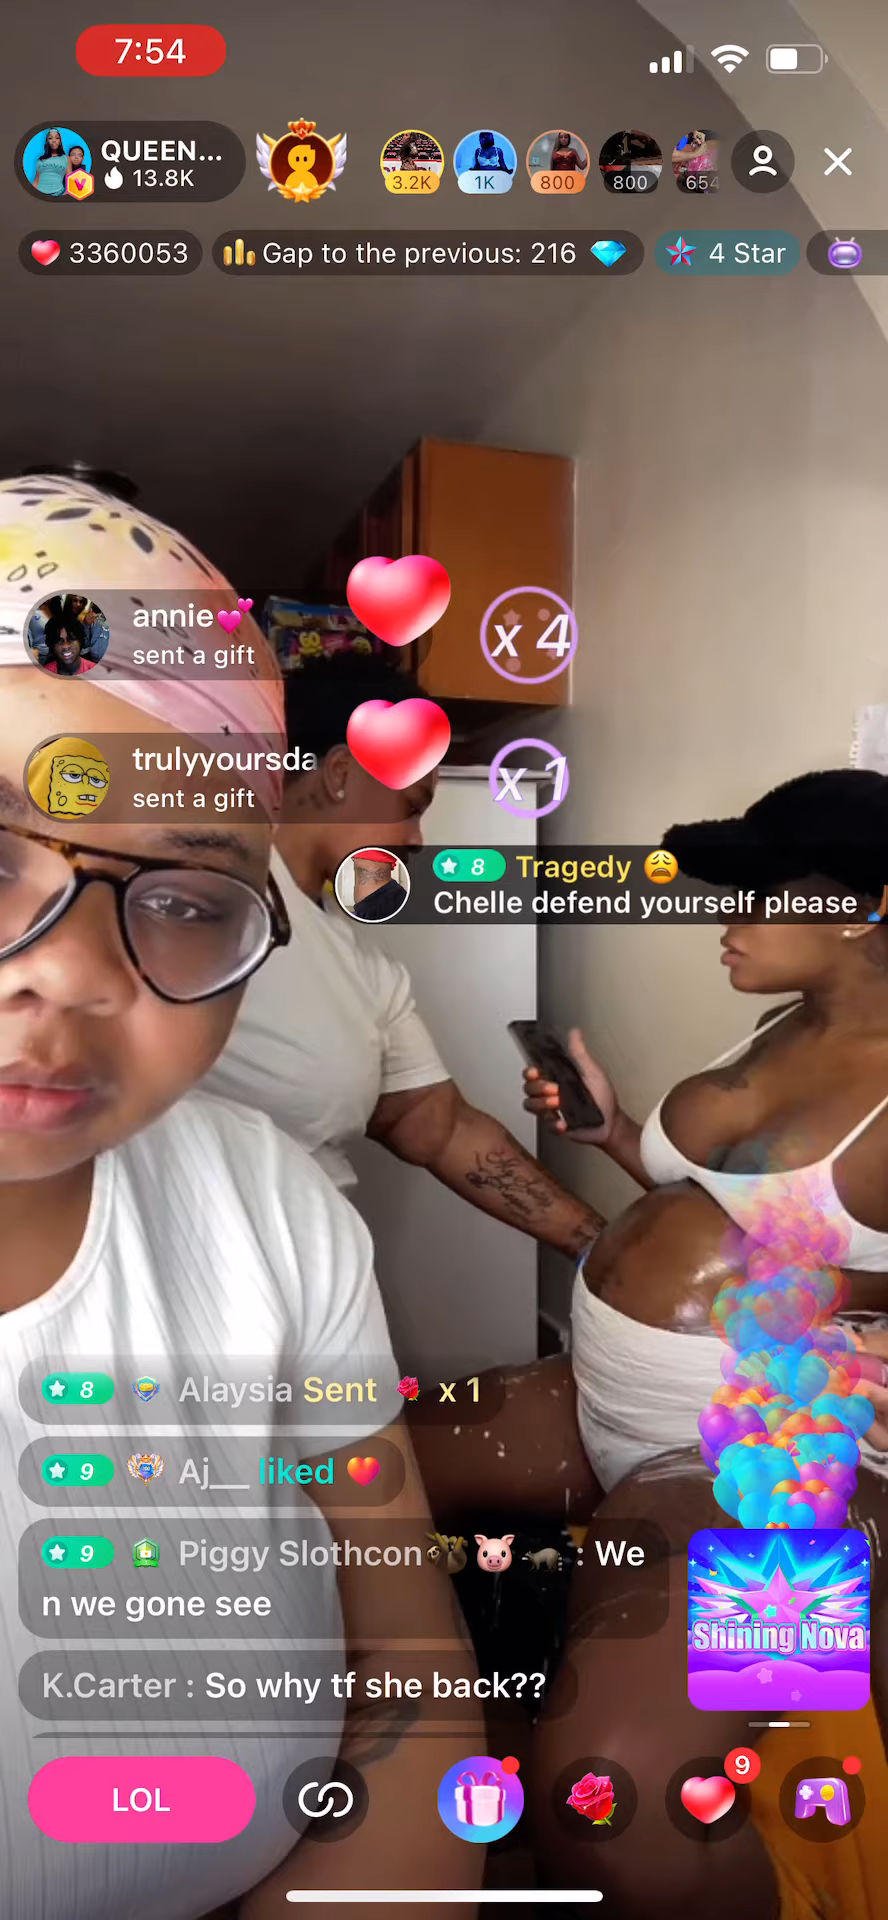 7:54
QUEEN...
13.8K
3.2K
1K
800
800
654
3360053
Gap to the previous: 216
4 Star
annie
sent a gift
x 4
trulyyoursda
sent a gift
x 1
8 Tragedy
Chelle defend yourself please
8 Alaysia Sent x 1
9 Aj__ liked
9 Piggy Slothcon : We
n we gone see
K.Carter : So why tf she back??
Shining Nova
LOL
9